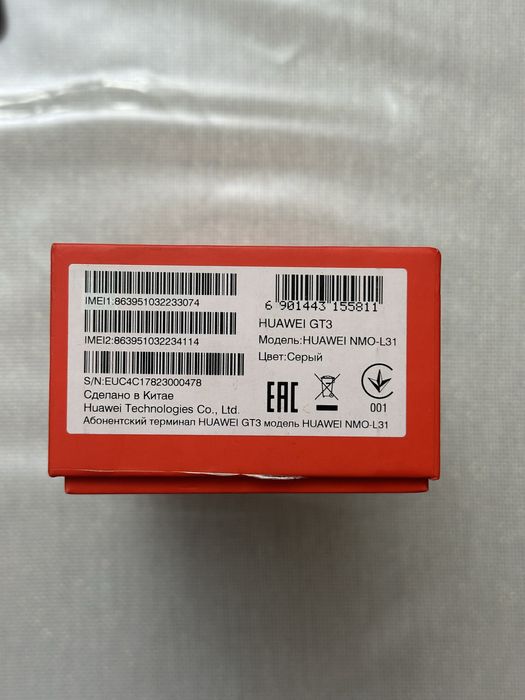 IMEI1:863951032233074
IMEI2:863951032234114
S/N:EUC4C17823000478
Сделано в Китае
Huawei Technologies Co., Ltd.
Абонентский терминал HUAWEI GT3 модель HUAWEI NMO-L31
6 901443 155811
HUAWEI GT3
Модель:HUAWEI NMO-L31
Цвет:Серый
EAC
001